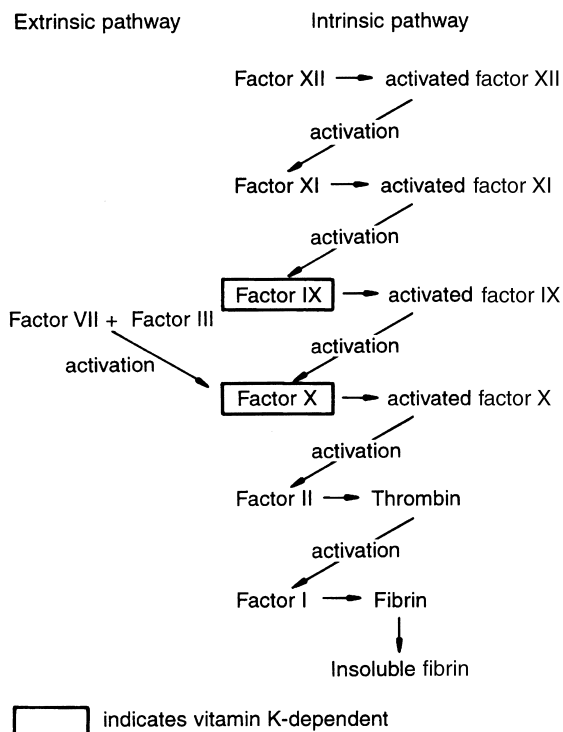 Extrinsic pathway Intrinsic pathway
Factor XII activated factor XII
activation
Factor XI activated factor XI
activation
Factor IX activated factor IX
Factor VII + Factor III
activation
activation
Factor X activated factor X
activation
Factor II Thrombin
activation
Factor I Fibrin
Insoluble fibrin
indicates vitamin K-dependent